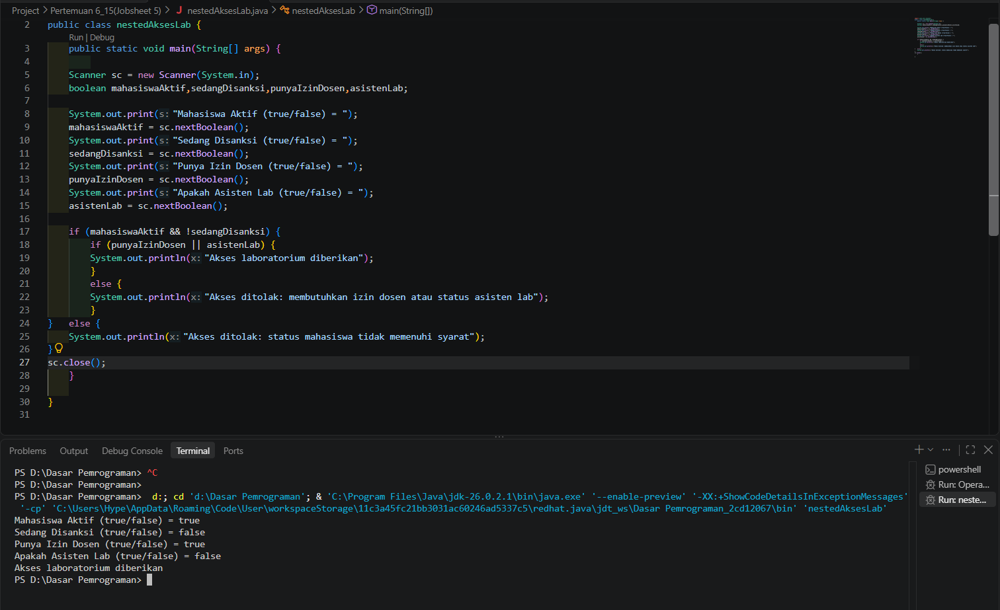 Project > Pertemuan 6_15(Jobsheet 5) > J nestedAksesLab.java > nestedAksesLab > main(String[])
2 public class nestedAksesLab {
Run | Debug
3 public static void main(String[] args) {
4
5 Scanner sc = new Scanner(System.in);
6 boolean mahasiswaAktif,sedangDisanksi,punyaIzinDosen,asistenLab;
7
8 System.out.print(s: "Mahasiswa Aktif (true/false) = ");
9 mahasiswaAktif = sc.nextBoolean();
10 System.out.print(s: "Sedang Disanksi (true/false) = ");
11 sedangDisanksi = sc.nextBoolean();
12 System.out.print(s: "Punya Izin Dosen (true/false) = ");
13 punyaIzinDosen = sc.nextBoolean();
14 System.out.print(s: "Apakah Asisten Lab (true/false) = ");
15 asistenLab = sc.nextBoolean();
16
17 if (mahasiswaAktif && !sedangDisanksi) {
18 if (punyaIzinDosen || asistenLab) {
19 System.out.println(x: "Akses laboratorium diberikan");
20 }
21 else {
22 System.out.println(x: "Akses ditolak: membutuhkan izin dosen atau status asisten lab");
23 }
24 } else {
25 System.out.println(x: "Akses ditolak: status mahasiswa tidak memenuhi syarat");
26 }
27 sc.close();
28 }
29
30 }
31
Problems Output Debug Console Terminal Ports
PS D:\Dasar Pemrograman> ^C
PS D:\Dasar Pemrograman>
PS D:\Dasar Pemrograman> d:; cd 'd:\Dasar Pemrograman'; & 'C:\Program Files\Java\jdk-26.0.2.1\bin\java.exe' '--enable-preview' '-XX:+ShowCodeDetailsInExceptionMessages'
'-cp' 'C:\Users\Hype\AppData\Roaming\Code\User\workspaceStorage\11c3a45fc21bb3031ac60246ad5337c5\redhat.java\jdt_ws\Dasar Pemrograman_2cd12067\bin' 'nestedAksesLab'
Mahasiswa Aktif (true/false) = true
Sedang Disanksi (true/false) = false
Punya Izin Dosen (true/false) = true
Apakah Asisten Lab (true/false) = false
Akses laboratorium diberikan
PS D:\Dasar Pemrograman>
powershell
Run: Opera...
Run: neste...